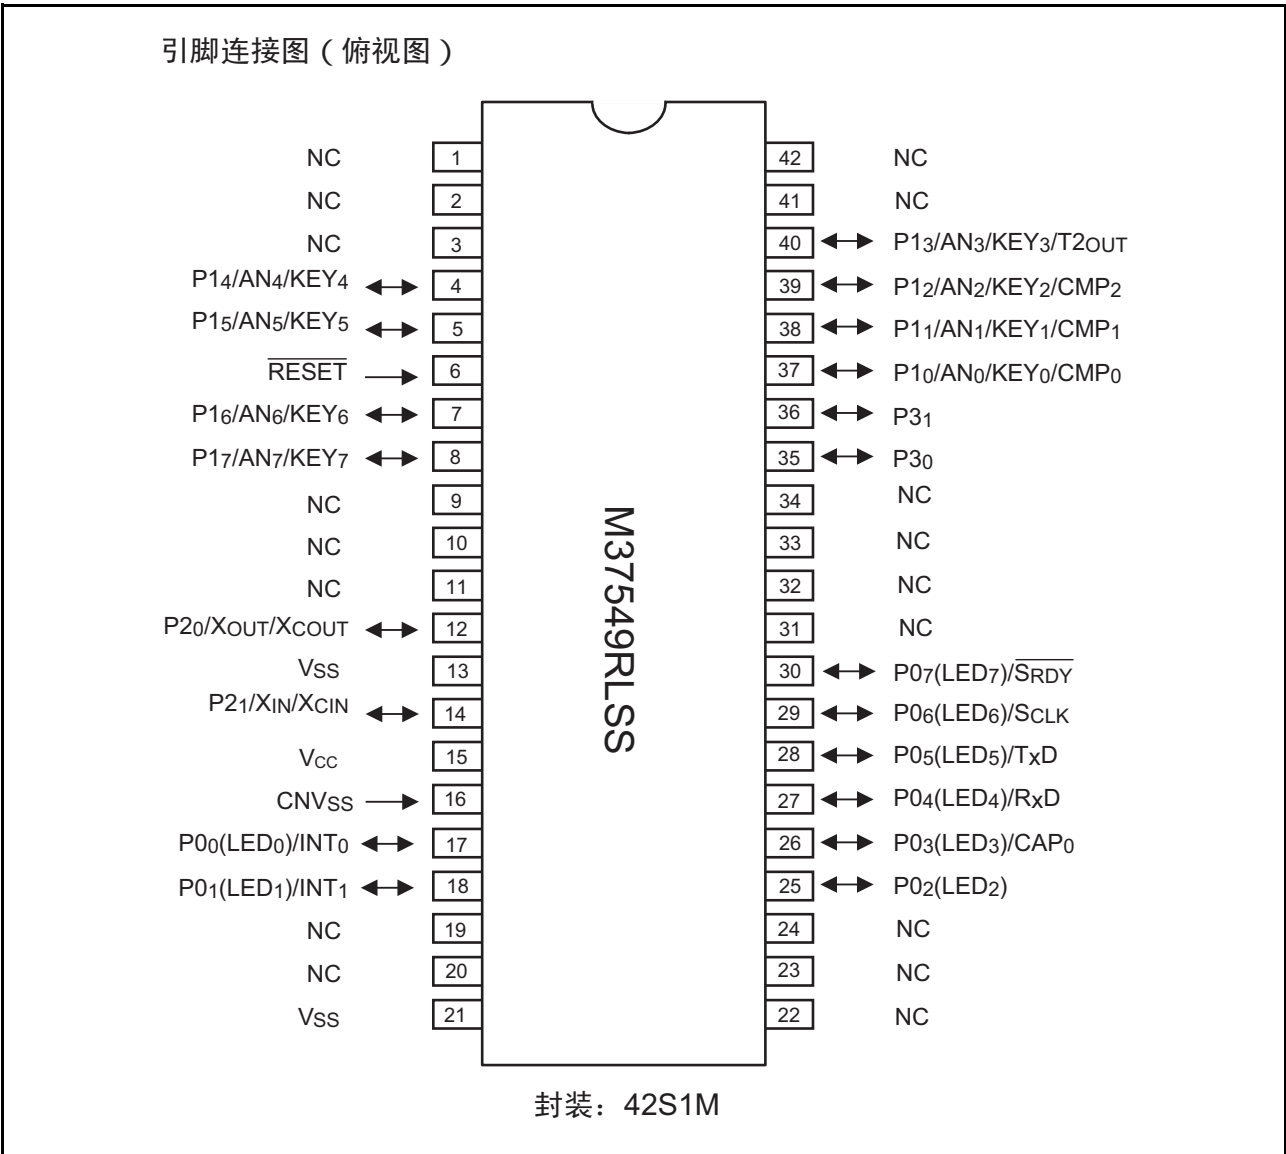 引脚连接图（俯视图）
NC 1 42 NC
NC 2 41 NC
NC 3 40 P13/AN3/KEY3/T2OUT
P14/AN4/KEY4 4 39 P12/AN2/KEY2/CMP2
P15/AN5/KEY5 5 38 P11/AN1/KEY1/CMP1
RESET 6 37 P10/AN0/KEY0/CMP0
P16/AN6/KEY6 7 36 P31
P17/AN7/KEY7 8 35 P30
NC 9 34 NC
NC 10 33 NC
NC 11 32 NC
P20/XOUT/XCOUT 12 31 NC
VSS 13 30 P07(LED7)/SRDY
P21/XIN/XCIN 14 29 P06(LED6)/SCLK
VCC 15 28 P05(LED5)/TxD
CNVSS 16 27 P04(LED4)/RxD
P00(LED0)/INT0 17 26 P03(LED3)/CAP0
P01(LED1)/INT1 18 25 P02(LED2)
NC 19 24 NC
NC 20 23 NC
VSS 21 22 NC
M37549RLSS
封装：42S1M